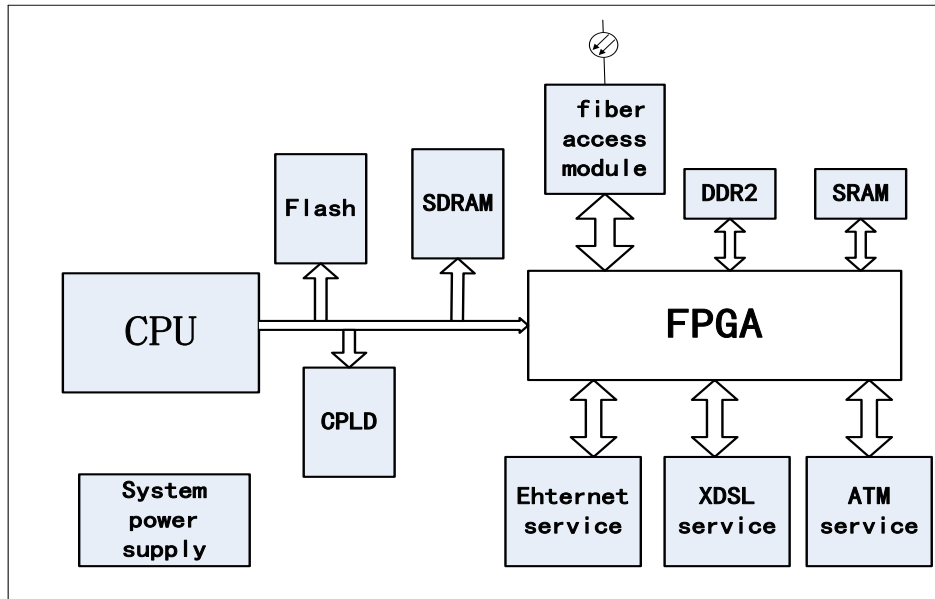 fiber
access
module
Flash
SDRAM
DDR2
SRAM
CPU
FPGA
CPLD
System
power
supply
Ehternet
service
XDSL
service
ATM
service